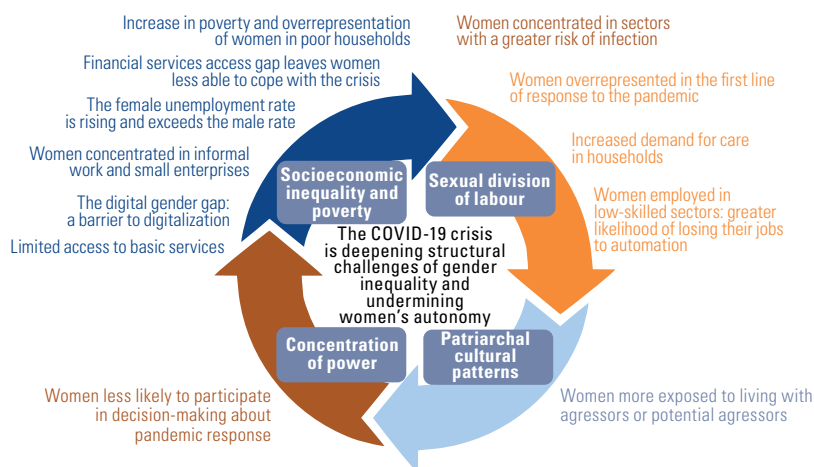 Increase in poverty and overrepresentation
of women in poor households
Financial services access gap leaves women
less able to cope with the crisis
The female unemployment rate
is rising and exceeds the male rate
Women concentrated in informal
work and small enterprises
The digital gender gap:
a barrier to digitalization
Limited access to basic services
Women concentrated in sectors
with a greater risk of infection
Women overrepresented in the first line
of response to the pandemic
Increased demand for care
in households
Women employed in
low-skilled sectors: greater
likelihood of losing their jobs
to automation
Socioeconomic
inequality and
poverty
Sexual division
of labour
The COVID-19 crisis
is deepening structural
challenges of gender
inequality and
undermining
women's autonomy
Concentration
of power
Patriarchal
cultural
patterns
Women less likely to participate
in decision-making about
pandemic response
Women more exposed to living with
agressors or potential agressors